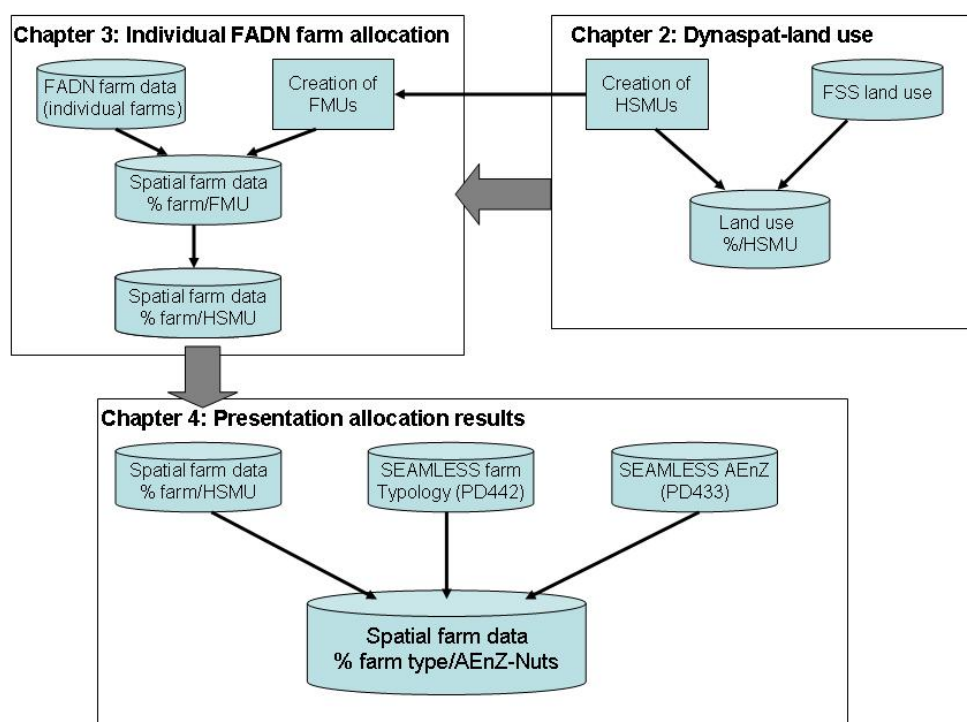 Chapter 3: Individual FADN farm allocation
FADN farm data
(individual farms)
Creation of
FMUs
Spatial farm data
% farm/FMU
Spatial farm data
% farm/HSMU
Chapter 2: Dynaspat-land use
Creation of
HSMUs
FSS land use
Land use
%/HSMU
Chapter 4: Presentation allocation results
Spatial farm data
% farm/HSMU
SEAMLESS farm
Typology (PD442)
SEAMLESS AEnZ
(PD433)
Spatial farm data
% farm type/AEnZ-Nuts